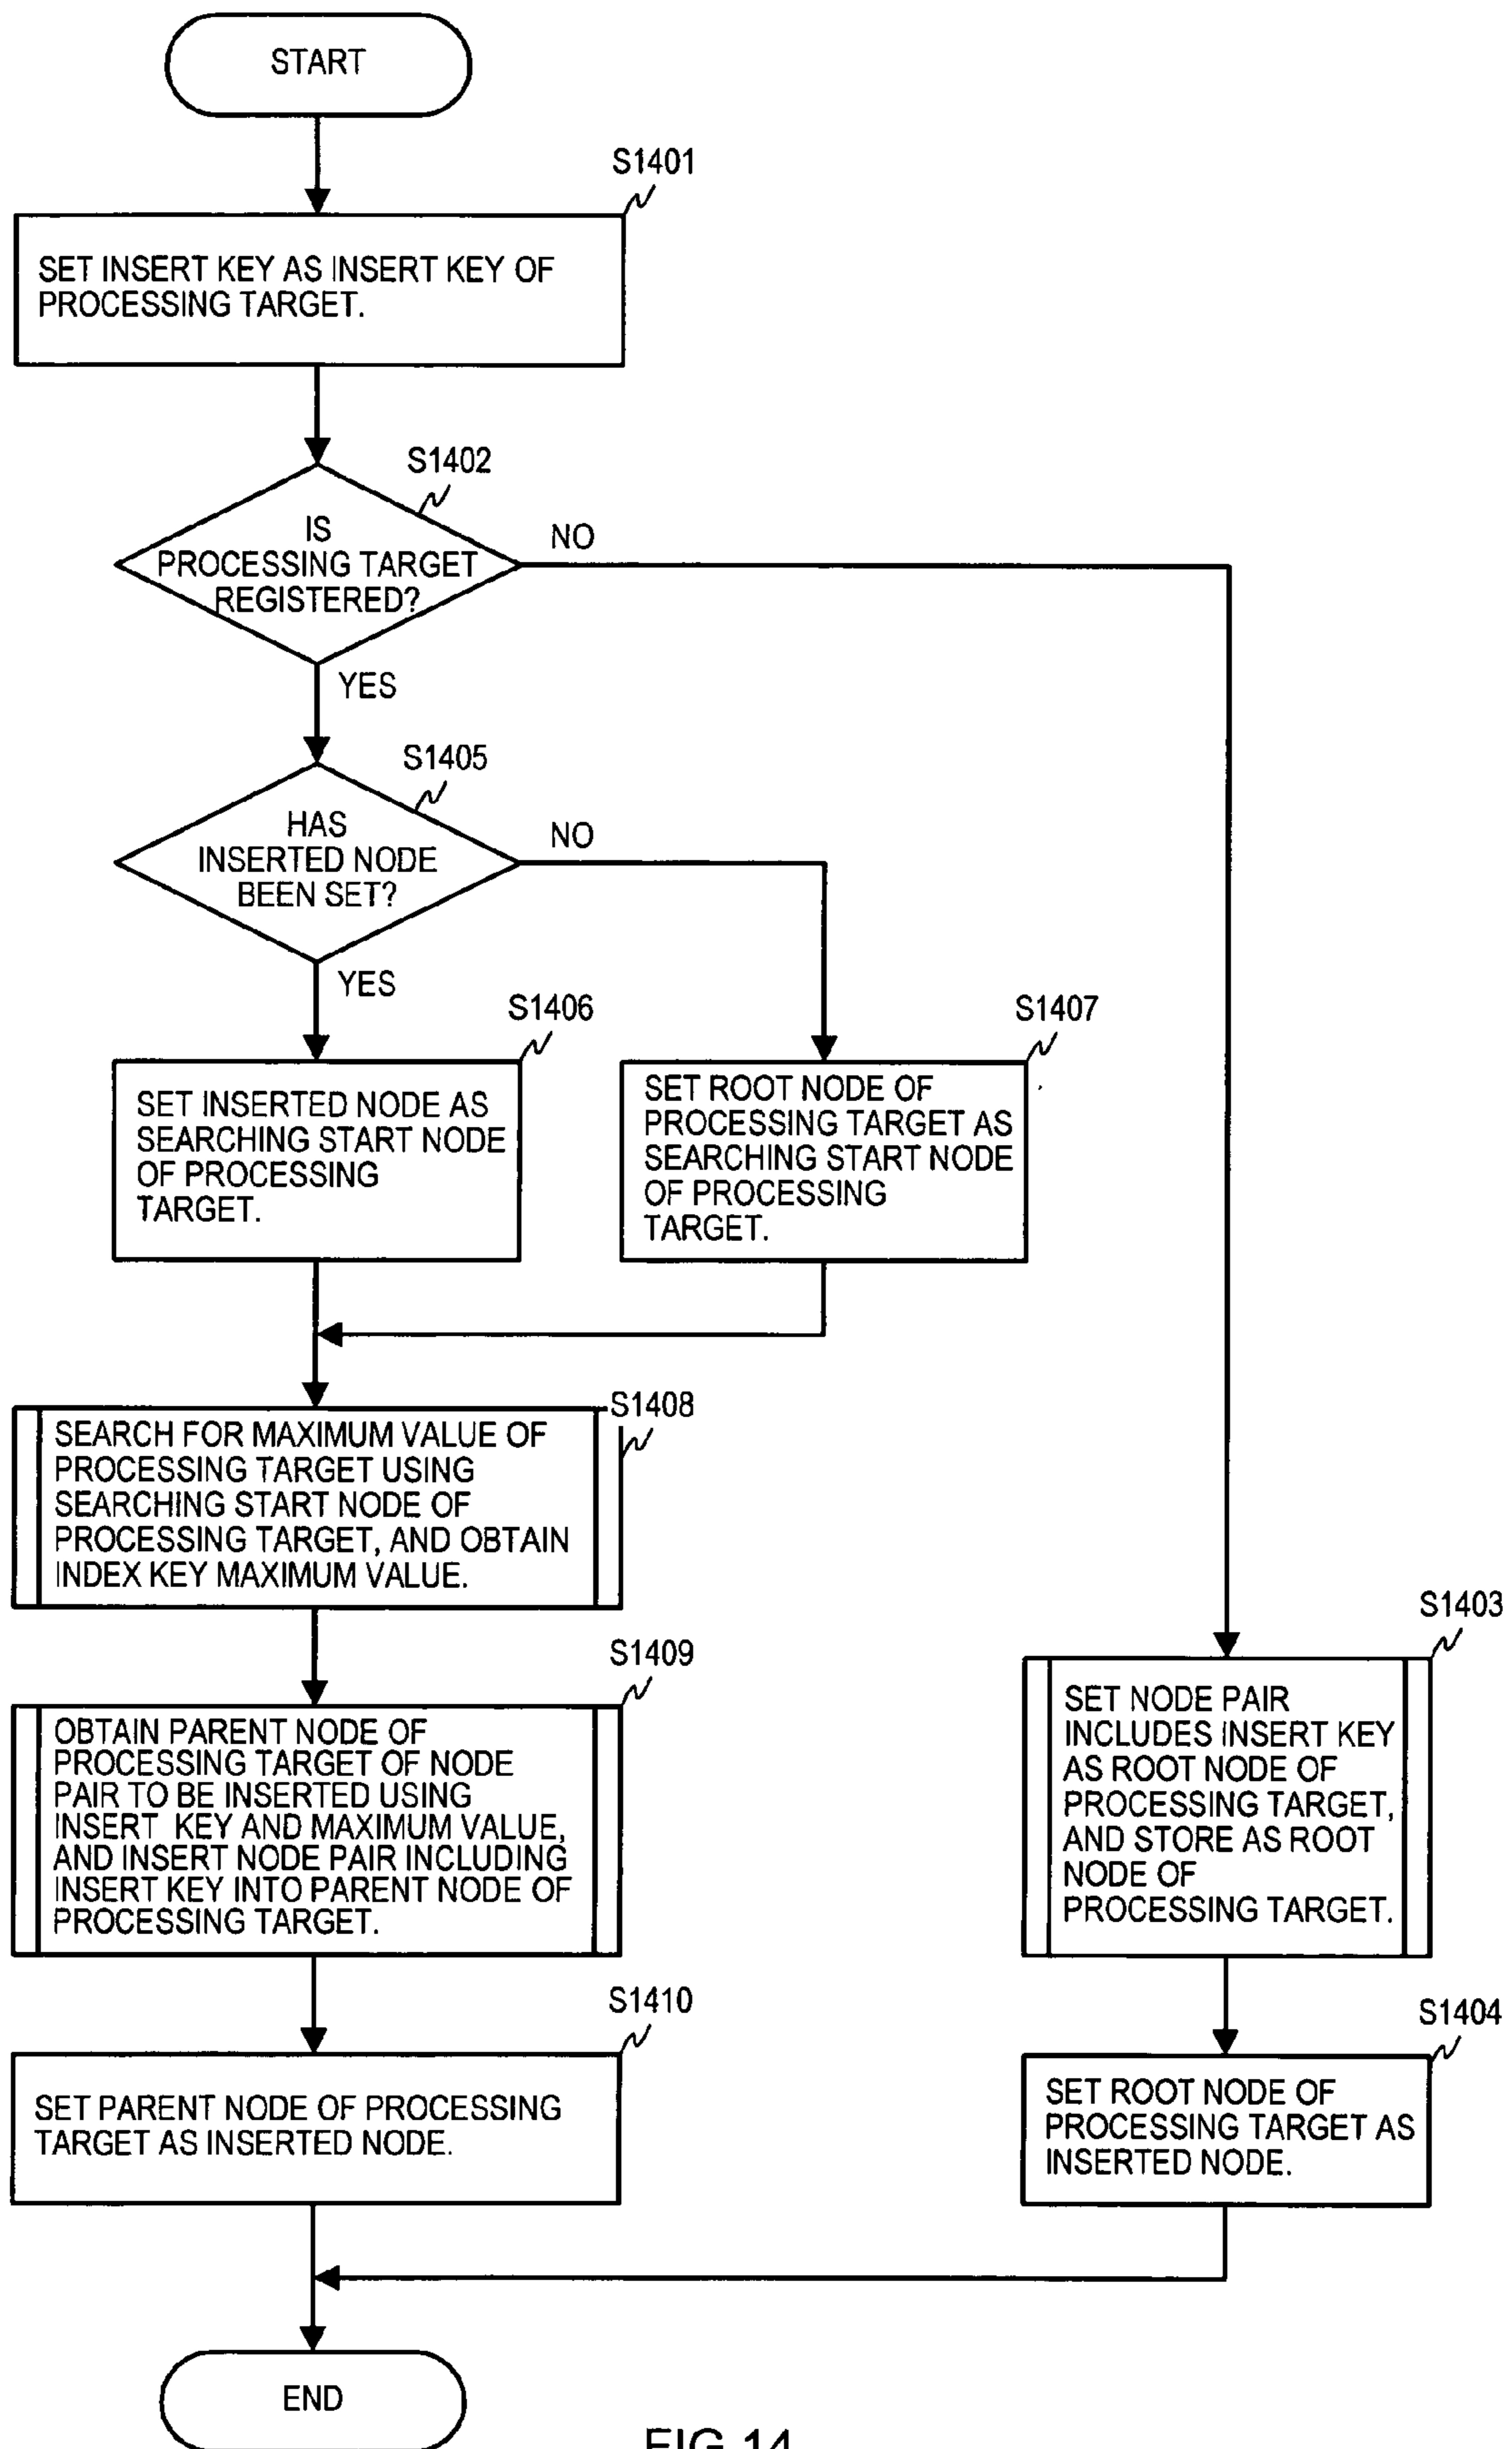 START
S1401
SET INSERT KEY AS INSERT KEY OF
PROCESSING TARGET.
S1402
IS
PROCESSING TARGET
REGISTERED?
NO
YES
S1405
HAS
INSERTED NODE
BEEN SET?
NO
YES
S1406
SET INSERTED NODE AS
SEARCHING START NODE
OF PROCESSING
TARGET.
S1407
SET ROOT NODE OF
PROCESSING TARGET AS
SEARCHING START NODE
OF PROCESSING
TARGET.
S1408
SEARCH FOR MAXIMUM VALUE OF
PROCESSING TARGET USING
SEARCHING START NODE OF
PROCESSING TARGET, AND OBTAIN
INDEX KEY MAXIMUM VALUE.
S1409
OBTAIN PARENT NODE OF
PROCESSING TARGET OF NODE
PAIR TO BE INSERTED USING
INSERT KEY AND MAXIMUM VALUE,
AND INSERT NODE PAIR INCLUDING
INSERT KEY INTO PARENT NODE OF
PROCESSING TARGET.
S1403
SET NODE PAIR
INCLUDES INSERT KEY
AS ROOT NODE OF
PROCESSING TARGET,
AND STORE AS ROOT
NODE OF
PROCESSING TARGET.
S1410
SET PARENT NODE OF PROCESSING
TARGET AS INSERTED NODE.
S1404
SET ROOT NODE OF
PROCESSING TARGET AS
INSERTED NODE.
END
FIG.14